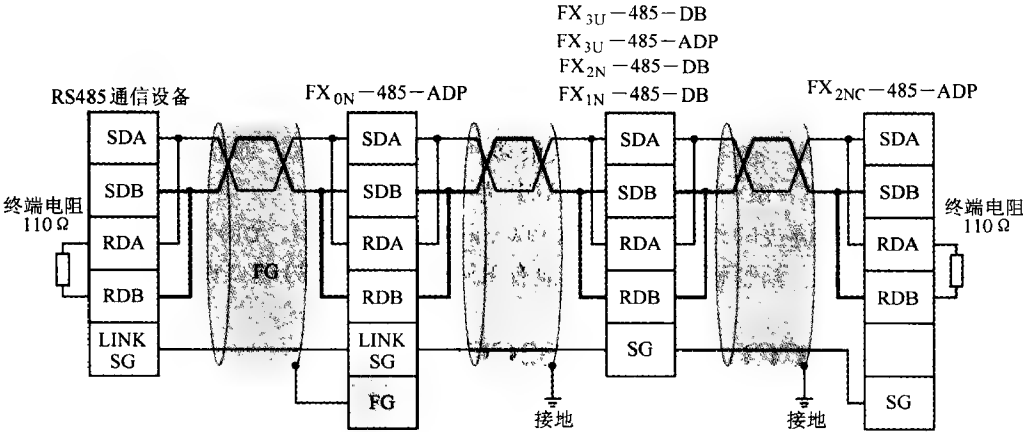 FX3U-485-DB
FX3U-485-ADP
FX2N-485-DB
FX1N-485-DB
RS485通信设备
FX0N-485-ADP
FX2NC-485-ADP
SDA
SDA
SDA
SDA
SDB
SDB
SDB
SDB
终端电阻
110Ω
终端电阻
110Ω
RDA
RDA
RDA
RDA
FG
RDB
RDB
RDB
RDB
LINK
SG
LINK
SG
SG
FG
接地
接地
SG